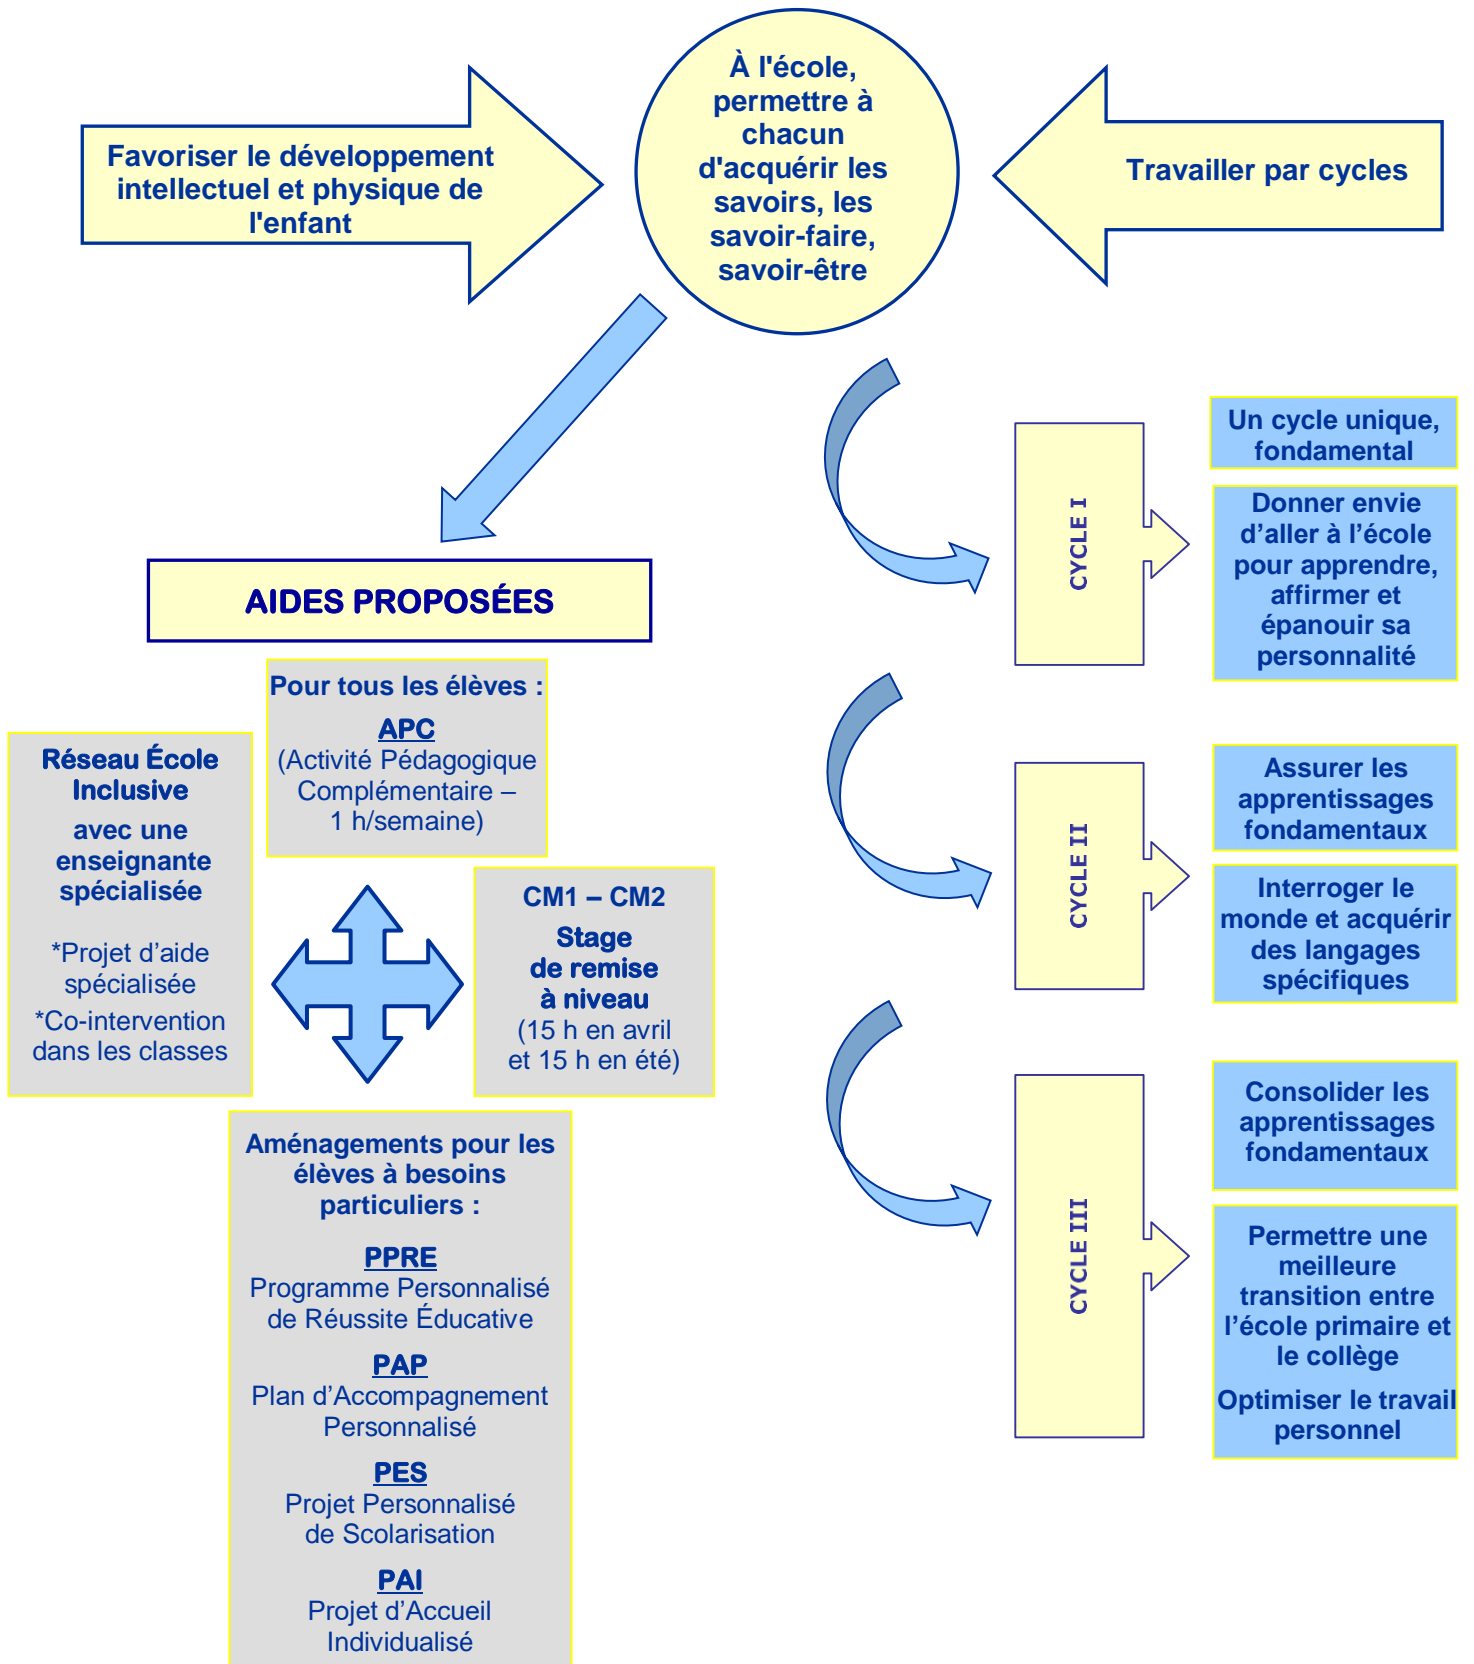 À l'école,
permettre à
chacun
d'acquérir les
savoirs, les
savoir-faire,
savoir-être
Favoriser le développement
intellectuel et physique de
l'enfant
Travailler par cycles
AIDES PROPOSÉES
Pour tous les élèves :
APC
(Activité Pédagogique
Complémentaire –
1 h/semaine)
Réseau École
Inclusive
avec une
enseignante
spécialisée
*Projet d’aide
spécialisée
*Co-intervention
dans les classes
CM1 – CM2
Stage
de remise
à niveau
(15 h en avril
et 15 h en été)
Aménagements pour les
élèves à besoins
particuliers :
PPRE
Programme Personnalisé
de Réussite Éducative
PAP
Plan d’Accompagnement
Personnalisé
PES
Projet Personnalisé
de Scolarisation
PAI
Projet d’Accueil
Individualisé
CYCLE I
Un cycle unique,
fondamental
Donner envie
d’aller à l’école
pour apprendre,
affirmer et
épanouir sa
personnalité
CYCLE II
Assurer les
apprentissages
fondamentaux
Interroger le
monde et acquérir
des langages
spécifiques
CYCLE III
Consolider les
apprentissages
fondamentaux
Permettre une
meilleure
transition entre
l’école primaire et
le collège
Optimiser le travail
personnel